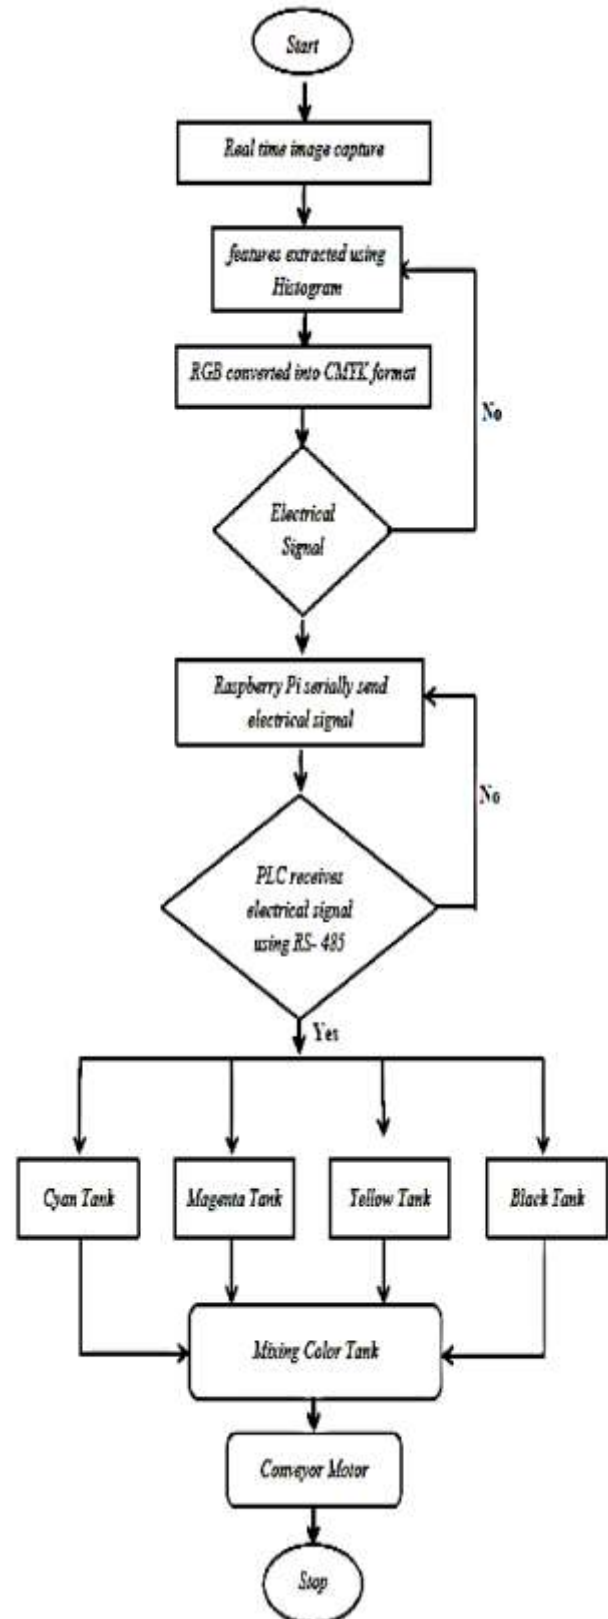 Start
Real time image capture
features extracted using
Histogram
RGB converted into CMYK format
No
Electrical
Signal
Raspberry Pi serially send
electrical signal
No
PLC receives
electrical signal
using RS- 485
Yes
Cyan Tank
Magenta Tank
Yellow Tank
Black Tank
Mixing Color Tank
Conveyor Motor
Stop